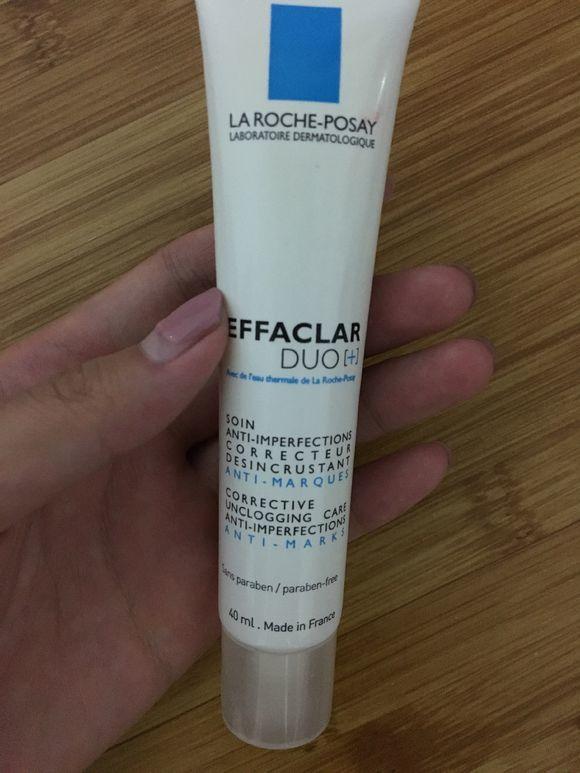 LA ROCHE-POSAY
LABORATOIRE DERMATOLOGIQUE
EFFACLAR
DUO [+]
Avec de l'eau thermale de La Roche-Posay
SOIN
ANTI-IMPERFECTIONS
CORRECTEUR
DESINCRUSTANT
ANTI-MARQUES
CORRECTIVE
UNCLOGGING CARE
ANTI-IMPERFECTIONS
ANTI-MARKS
Sans paraben / paraben-free
40 ml . Made in France